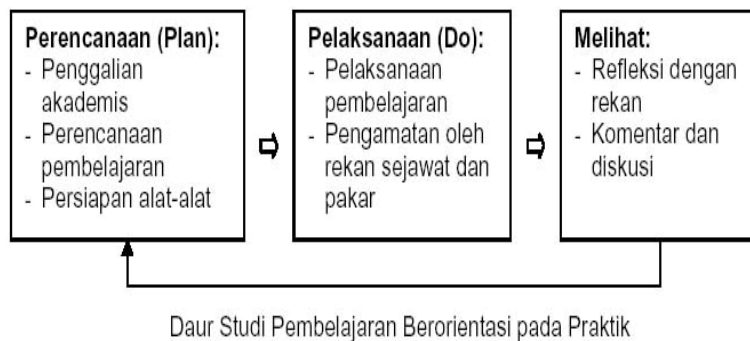 Perencanaan (Plan):
- Penggalian
akademis
- Perencanaan
pembelajaran
- Persiapan alat-alat
Pelaksanaan (Do):
- Pelaksanaan
pembelajaran
- Pengamatan oleh
rekan sejawat dan
pakar
Melihat:
- Refleksi dengan
rekan
- Komentar dan
diskusi
Daur Studi Pembelajaran Berorientasi pada Praktik